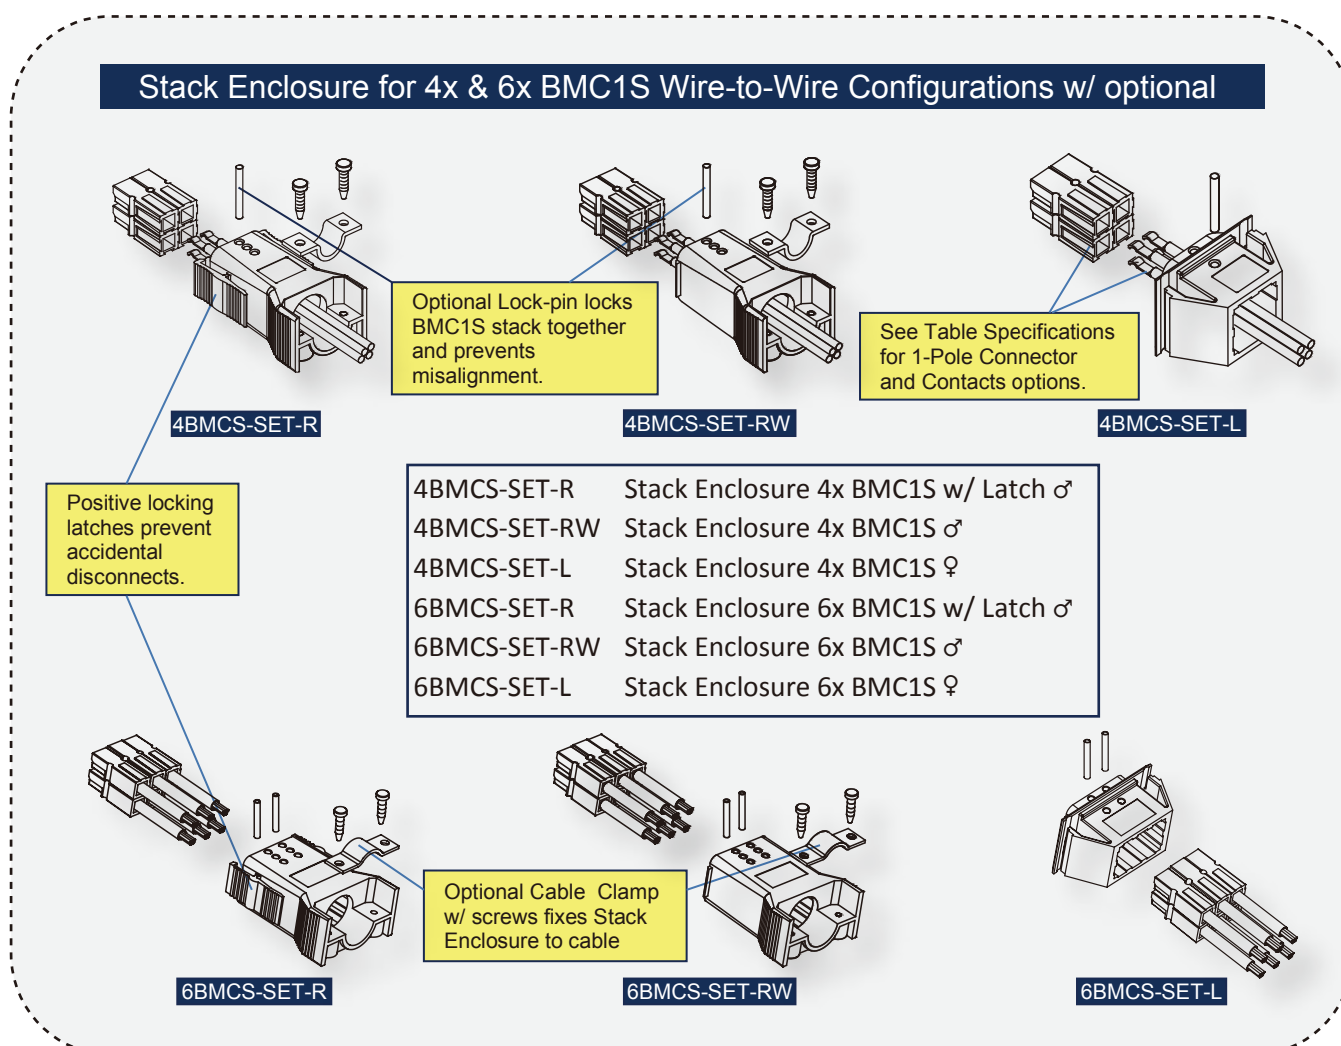 Stack Enclosure for 4x & 6x BMC1S Wire-to-Wire Configurations w/ optional
Optional Lock-pin locks
BMC1S stack together
and prevents
misalignment.
See Table Specifications
for 1-Pole Connector
and Contacts options.
4BMCS-SET-R
4BMCS-SET-RW
4BMCS-SET-L
Positive locking
latches prevent
accidental
disconnects.
4BMCS-SET-R Stack Enclosure 4x BMC1S w/ Latch ♂
4BMCS-SET-RW Stack Enclosure 4x BMC1S ♂
4BMCS-SET-L Stack Enclosure 4x BMC1S ♀
6BMCS-SET-R Stack Enclosure 6x BMC1S w/ Latch ♂
6BMCS-SET-RW Stack Enclosure 6x BMC1S ♂
6BMCS-SET-L Stack Enclosure 6x BMC1S ♀
Optional Cable Clamp
w/ screws fixes Stack
Enclosure to cable
6BMCS-SET-R
6BMCS-SET-RW
6BMCS-SET-L